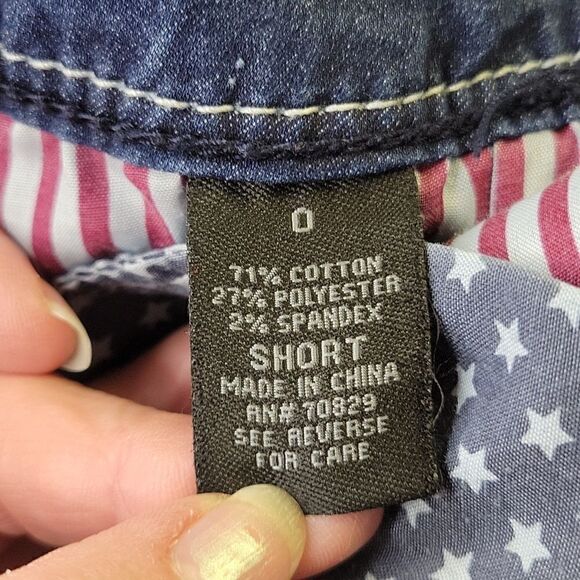 0
71% COTTON
27% POLYESTER
2% SPANDEX
SHORT
MADE IN CHINA
RN# 70829
SEE REVERSE
FOR CARE